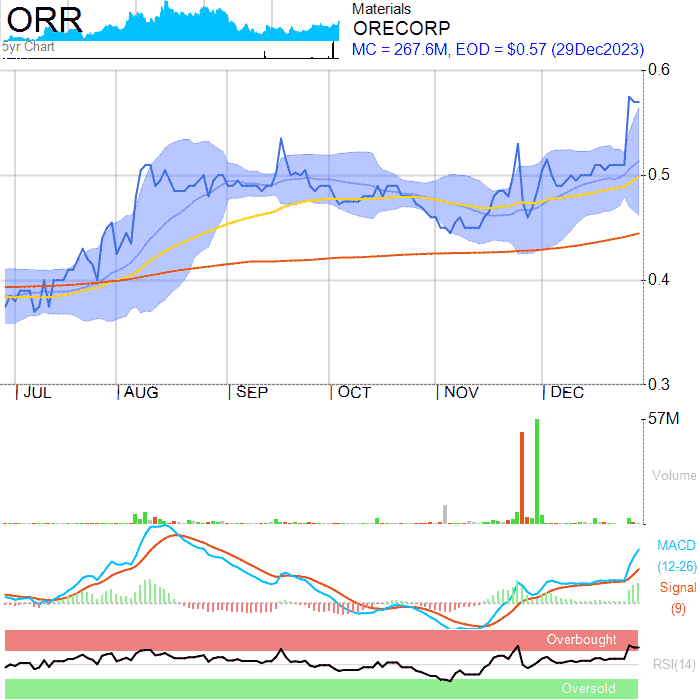 ORR
5yr Chart
Materials
ORECORP
MC = 267.6M, EOD = $0.57 (29Dec2023)
0.6
0.5
0.4
0.3
JUL AUG SEP OCT NOV DEC
57M
Volume
MACD
(12-26)
Signal
(9)
Overbought
RSI(14)
Oversold